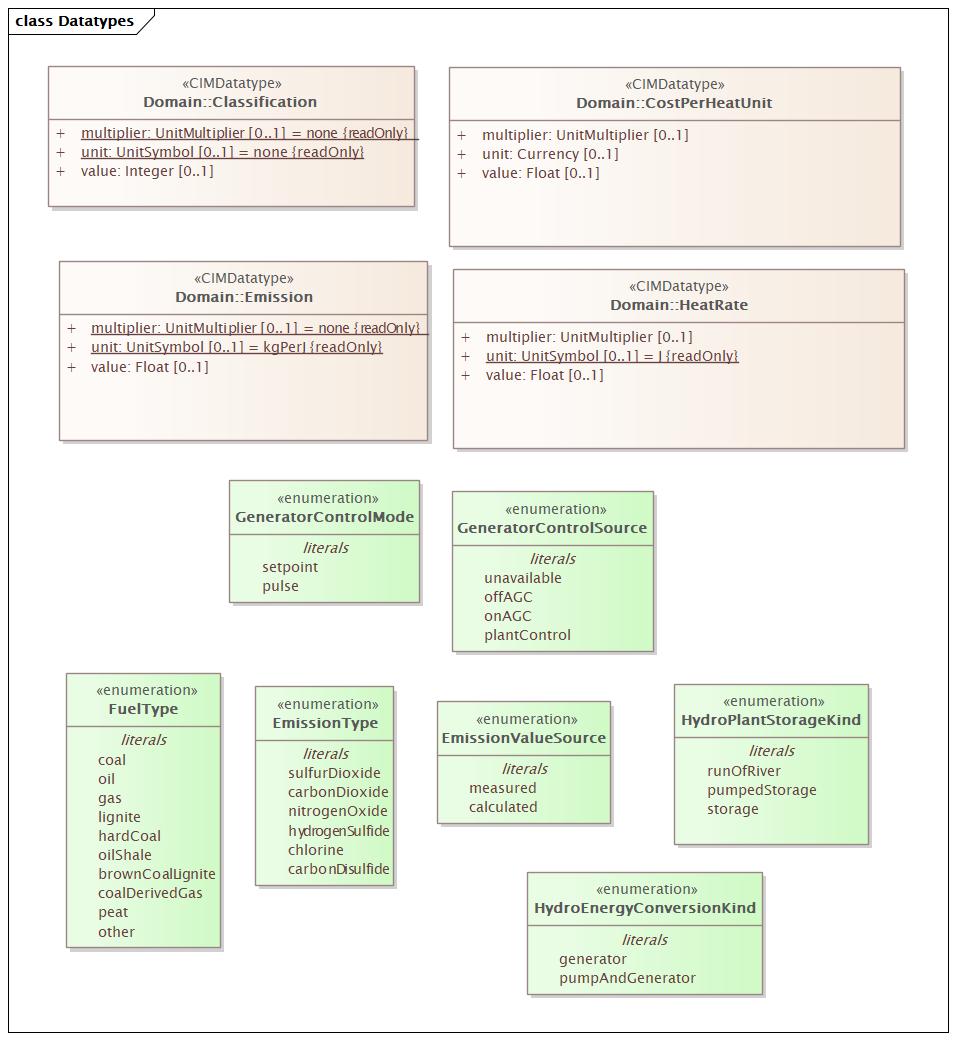 class Datatypes
«CIMDatatype»
Domain::Classification
+ multiplier: UnitMultiplier [0..1] = none {readOnly}
+ unit: UnitSymbol [0..1] = none {readOnly}
+ value: Integer [0..1]
«CIMDatatype»
Domain::CostPerHeatUnit
+ multiplier: UnitMultiplier [0..1]
+ unit: Currency [0..1]
+ value: Float [0..1]
«CIMDatatype»
Domain::Emission
+ multiplier: UnitMultiplier [0..1] = none {readOnly}
+ unit: UnitSymbol [0..1] = kgPerJ {readOnly}
+ value: Float [0..1]
«CIMDatatype»
Domain::HeatRate
+ multiplier: UnitMultiplier [0..1]
+ unit: UnitSymbol [0..1] = J {readOnly}
+ value: Float [0..1]
«enumeration»
GeneratorControlMode
literals
setpoint
pulse
«enumeration»
GeneratorControlSource
literals
unavailable
offAGC
onAGC
plantControl
«enumeration»
FuelType
literals
coal
oil
gas
lignite
hardCoal
oilShale
brownCoalLignite
coalDerivedGas
peat
other
«enumeration»
EmissionType
literals
sulfurDioxide
carbonDioxide
nitrogenOxide
hydrogenSulfide
chlorine
carbonDisulfide
«enumeration»
EmissionValueSource
literals
measured
calculated
«enumeration»
HydroPlantStorageKind
literals
runOfRiver
pumpedStorage
storage
«enumeration»
HydroEnergyConversionKind
literals
generator
pumpAndGenerator